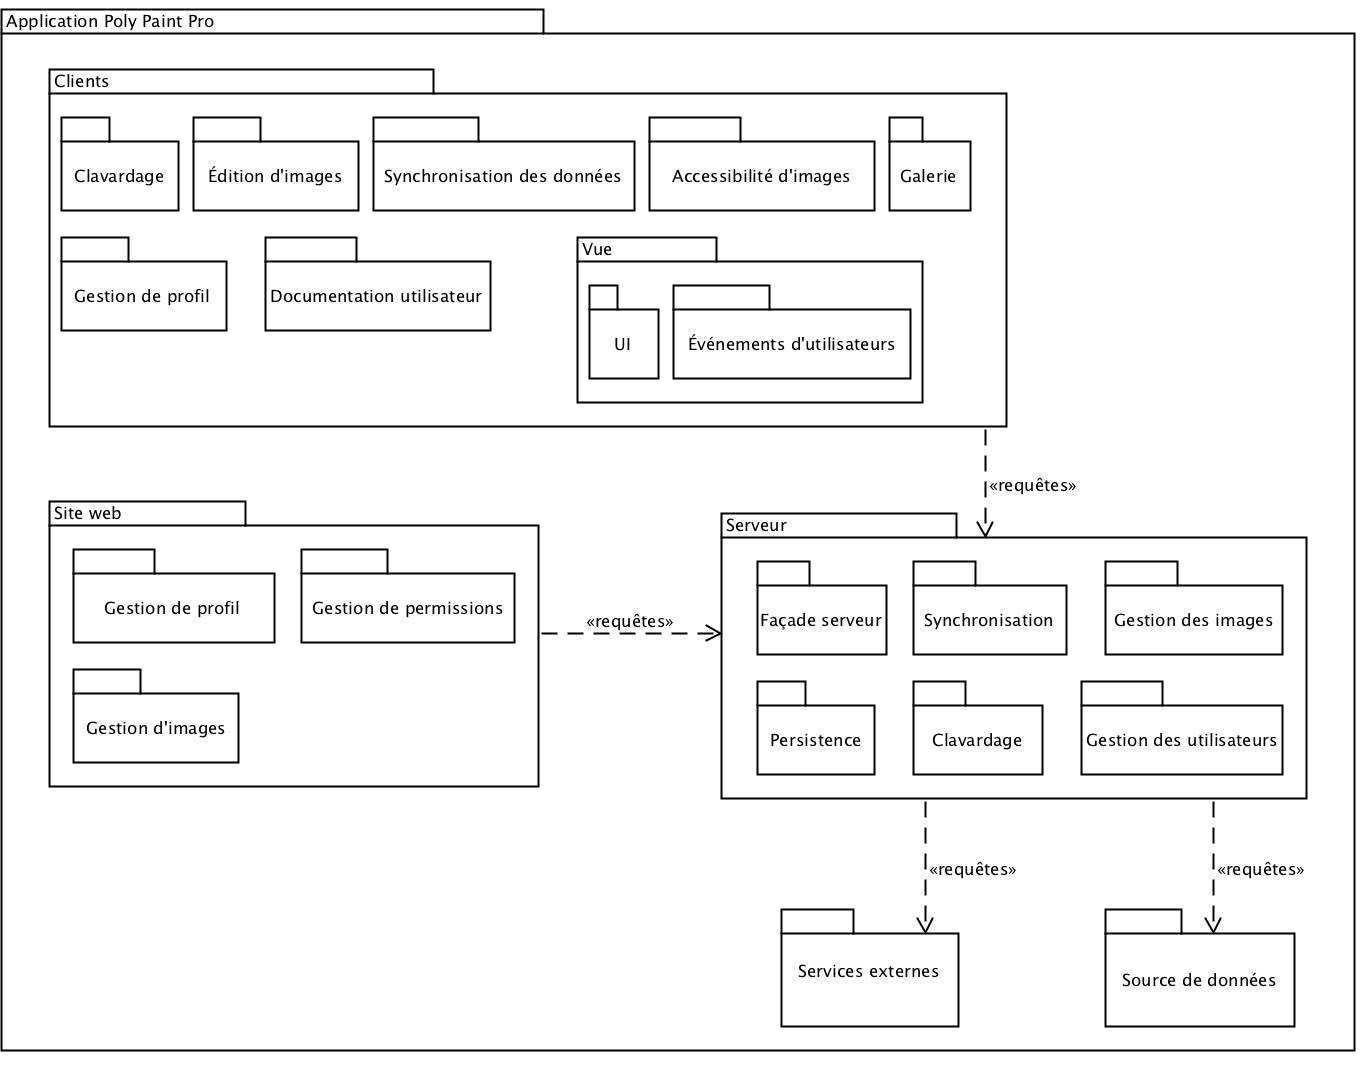 Application Poly Paint Pro
Clients
Clavardage
Édition d'images
Synchronisation des données
Accessibilité d'images
Galerie
Gestion de profil
Documentation utilisateur
Vue
UI
Événements d'utilisateurs
«requêtes»
Site web
Gestion de profil
Gestion de permissions
Gestion d'images
«requêtes»
Serveur
Façade serveur
Synchronisation
Gestion des images
Persistence
Clavardage
Gestion des utilisateurs
«requêtes»
«requêtes»
Services externes
Source de données